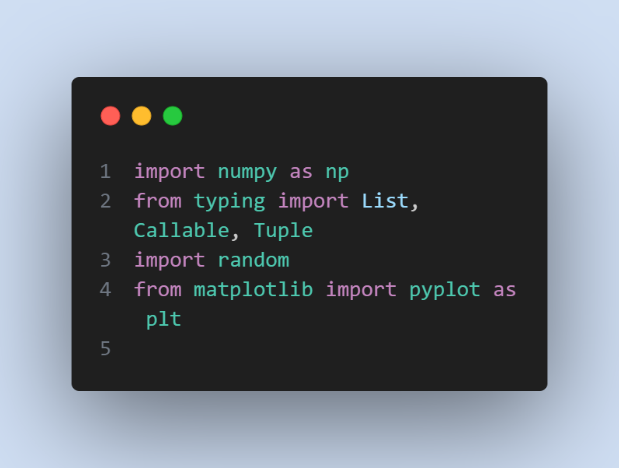 1 import numpy as np
2 from typing import List,
Callable, Tuple
3 import random
4 from matplotlib import pyplot as
plt
5